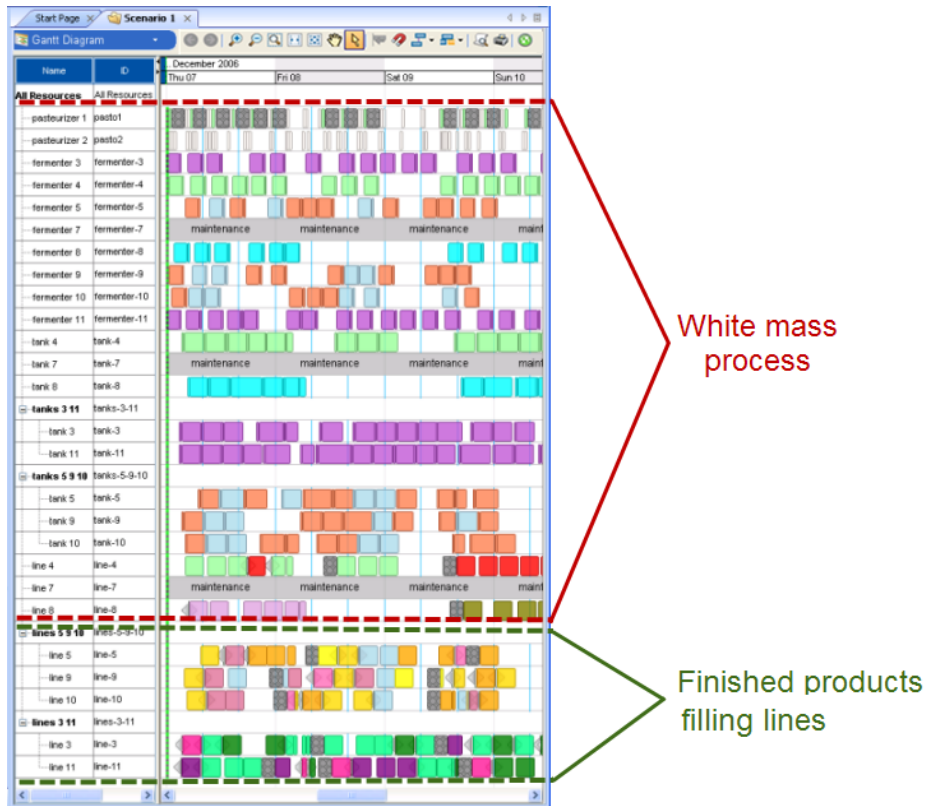 Start Page Scenario 1
Gantt Diagram
Name ID December 2006
Thu 07 Fri 08 Sat 09 Sun 10
All Resources All Resources
pasteurizer 1 pasto1
pasteurizer 2 pasto2
fermenter 3 fermenter-3
fermenter 4 fermenter-4
fermenter 5 fermenter-5
fermenter 7 fermenter-7 maintenance maintenance maintenance maint
fermenter 8 fermenter-8
fermenter 9 fermenter-9
fermenter 10 fermenter-10
fermenter 11 fermenter-11
tank 4 tank-4
tank 7 tank-7 maintenance maintenance maintenance maint
tank 8 tank-8
tanks 3 11 tanks-3-11
tank 3 tank-3
tank 11 tank-11
tanks 5 9 10 tanks-5-9-10
tank 5 tank-5
tank 9 tank-9
tank 10 tank-10
line 4 line-4
line 7 line-7 maintenance maintenance maintenance maint
line 8 line-8
lines 5 9 10 lines-5-9-10
line 5 line-5
line 9 line-9
line 10 line-10
lines 3 11 lines-3-11
line 3 line-3
line 11 line-11
White mass
process
Finished products
filling lines